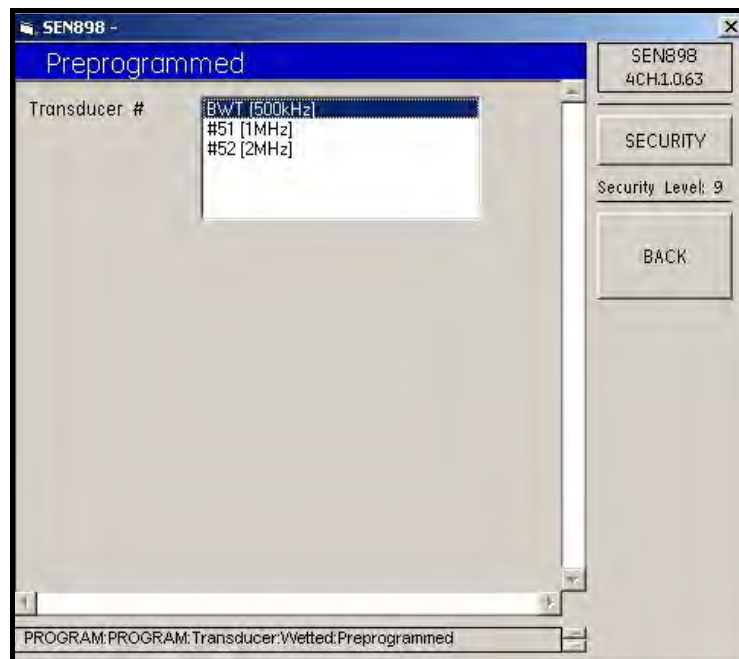 SEN898 -
Preprogrammed
SEN898
4CH.1.0.63
Transducer #
BWT [500kHz]
#51 [1MHz]
#52 [2MHz]
SECURITY
Security Level: 9
BACK
PROGRAM:PROGRAM:Transducer:Wetted:Preprogrammed